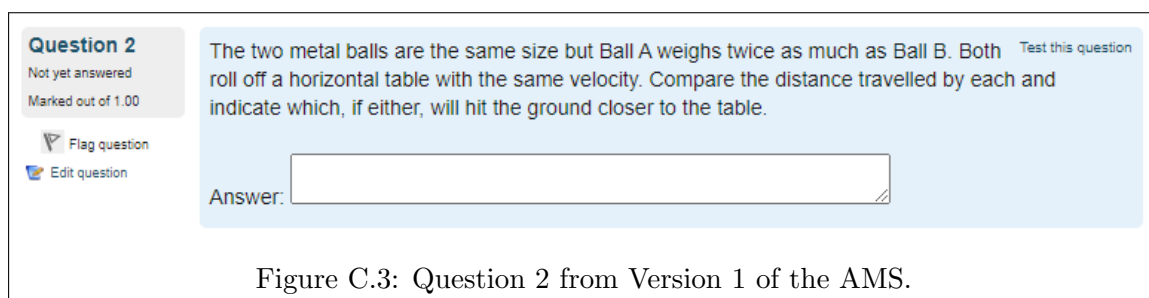 Question 2
Not yet answered
Marked out of 1.00
Flag question
Edit question
The two metal balls are the same size but Ball A weighs twice as much as Ball B. Both
Test this question
roll off a horizontal table with the same velocity. Compare the distance travelled by each and
indicate which, if either, will hit the ground closer to the table.
Answer:
Figure C.3: Question 2 from Version 1 of the AMS.